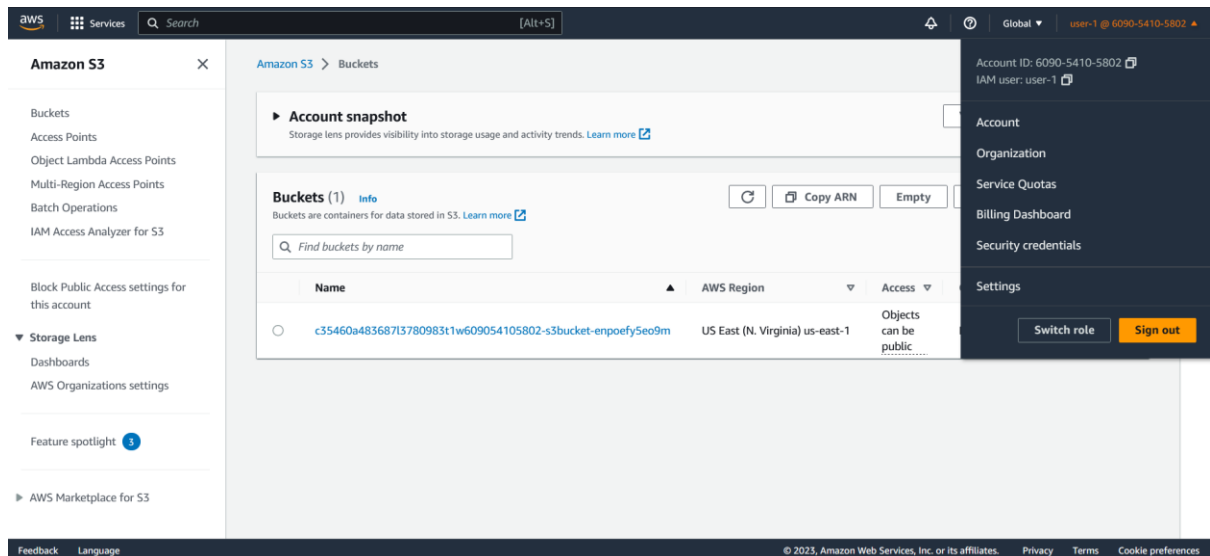 aws Services Search [Alt+S] Global user-1 @ 6090-5410-5802
Amazon S3
Buckets
Access Points
Object Lambda Access Points
Multi-Region Access Points
Batch Operations
IAM Access Analyzer for S3
Block Public Access settings for
this account
Storage Lens
Dashboards
AWS Organizations settings
Feature spotlight 3
AWS Marketplace for S3
Amazon S3 > Buckets
Account snapshot
Storage lens provides visibility into storage usage and activity trends. Learn more
Buckets (1) Info
Buckets are containers for data stored in S3. Learn more
Copy ARN Empty
Find buckets by name
Name AWS Region Access
c35460a483687l3780983t1w609054105802-s3bucket-enpoefy5eo9m US East (N. Virginia) us-east-1
Objects
can be
public
Account ID: 6090-5410-5802
IAM user: user-1
Account
Organization
Service Quotas
Billing Dashboard
Security credentials
Settings
Switch role Sign out
Feedback Language © 2023, Amazon Web Services, Inc. or its affiliates. Privacy Terms Cookie preferences